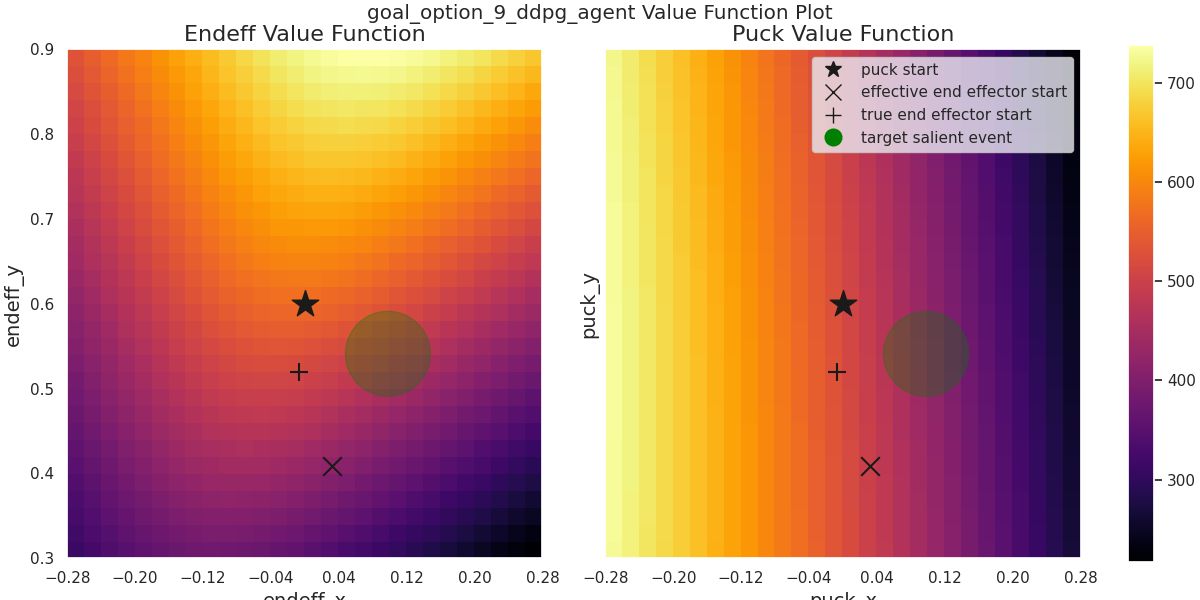 goal_option_9_ddpg_agent Value Function Plot
Endeff Value Function
Puck Value Function
0.9
0.8
0.7
0.6
0.5
0.4
0.3
endeff_y
−0.28 −0.20 −0.12 −0.04 0.04 0.12 0.20 0.28
endeff_x
puck_y
puck start
effective end effector start
true end effector start
target salient event
−0.28 −0.20 −0.12 −0.04 0.04 0.12 0.20 0.28
puck_x
700
600
500
400
300